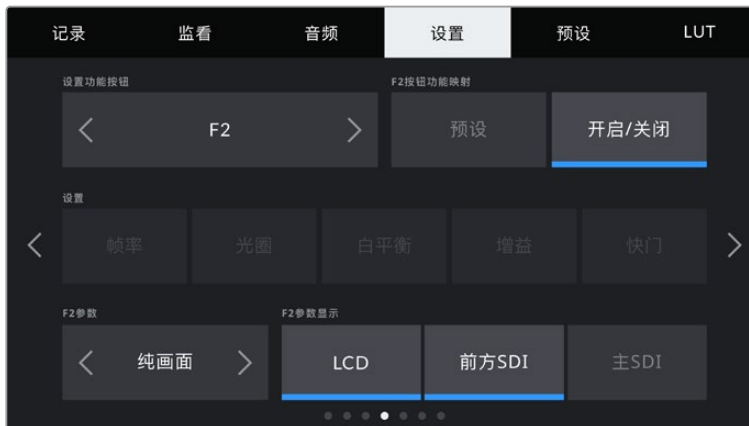 记录 监看 音频 设置 预设 LUT
设置功能按钮 F2按钮功能映射
F2 预设 开启/关闭
设置
帧率 光圈 白平衡 增益 快门
F2参数 F2参数显示
纯画面 LCD 前方SDI 主SDI